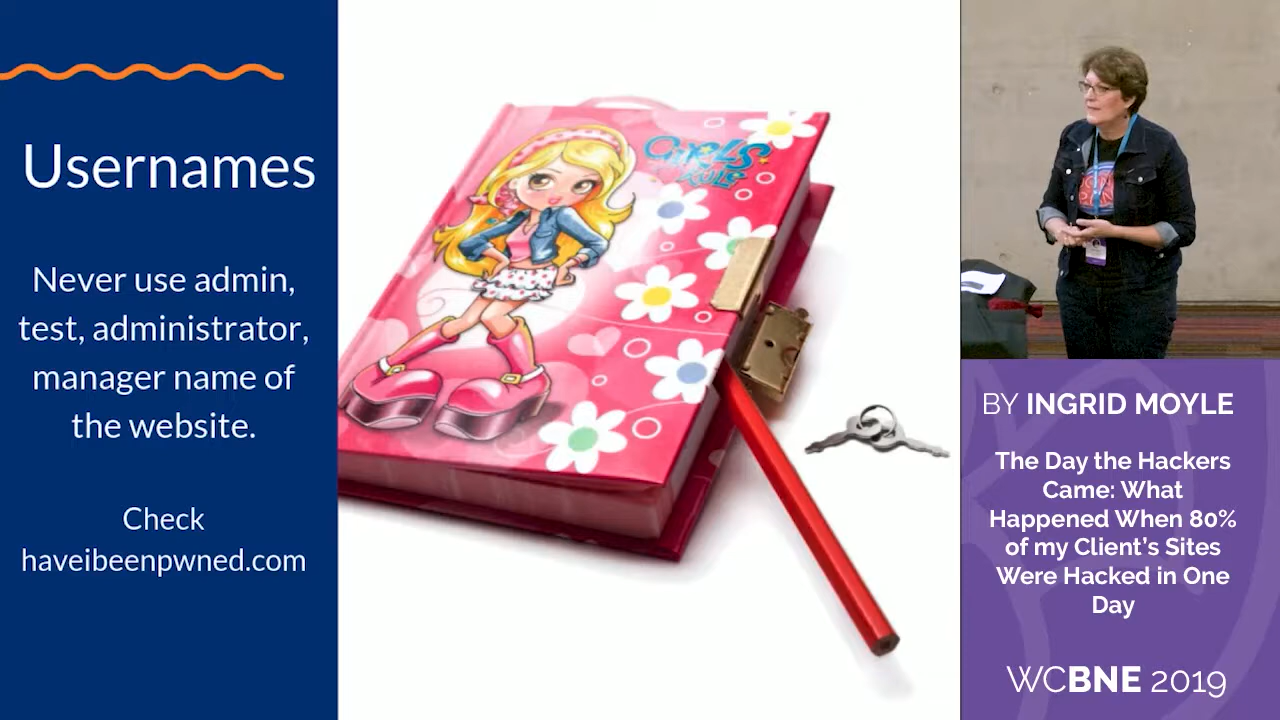 Usernames
Never use admin,
test, administrator,
manager name of
the website.
Check
haveibeenpwned.com
GiRLS
RULE
BY INGRID MOYLE
The Day the Hackers
Came: What
Happened When 80%
of my Client's Sites
Were Hacked in One
Day
WCBNE 2019